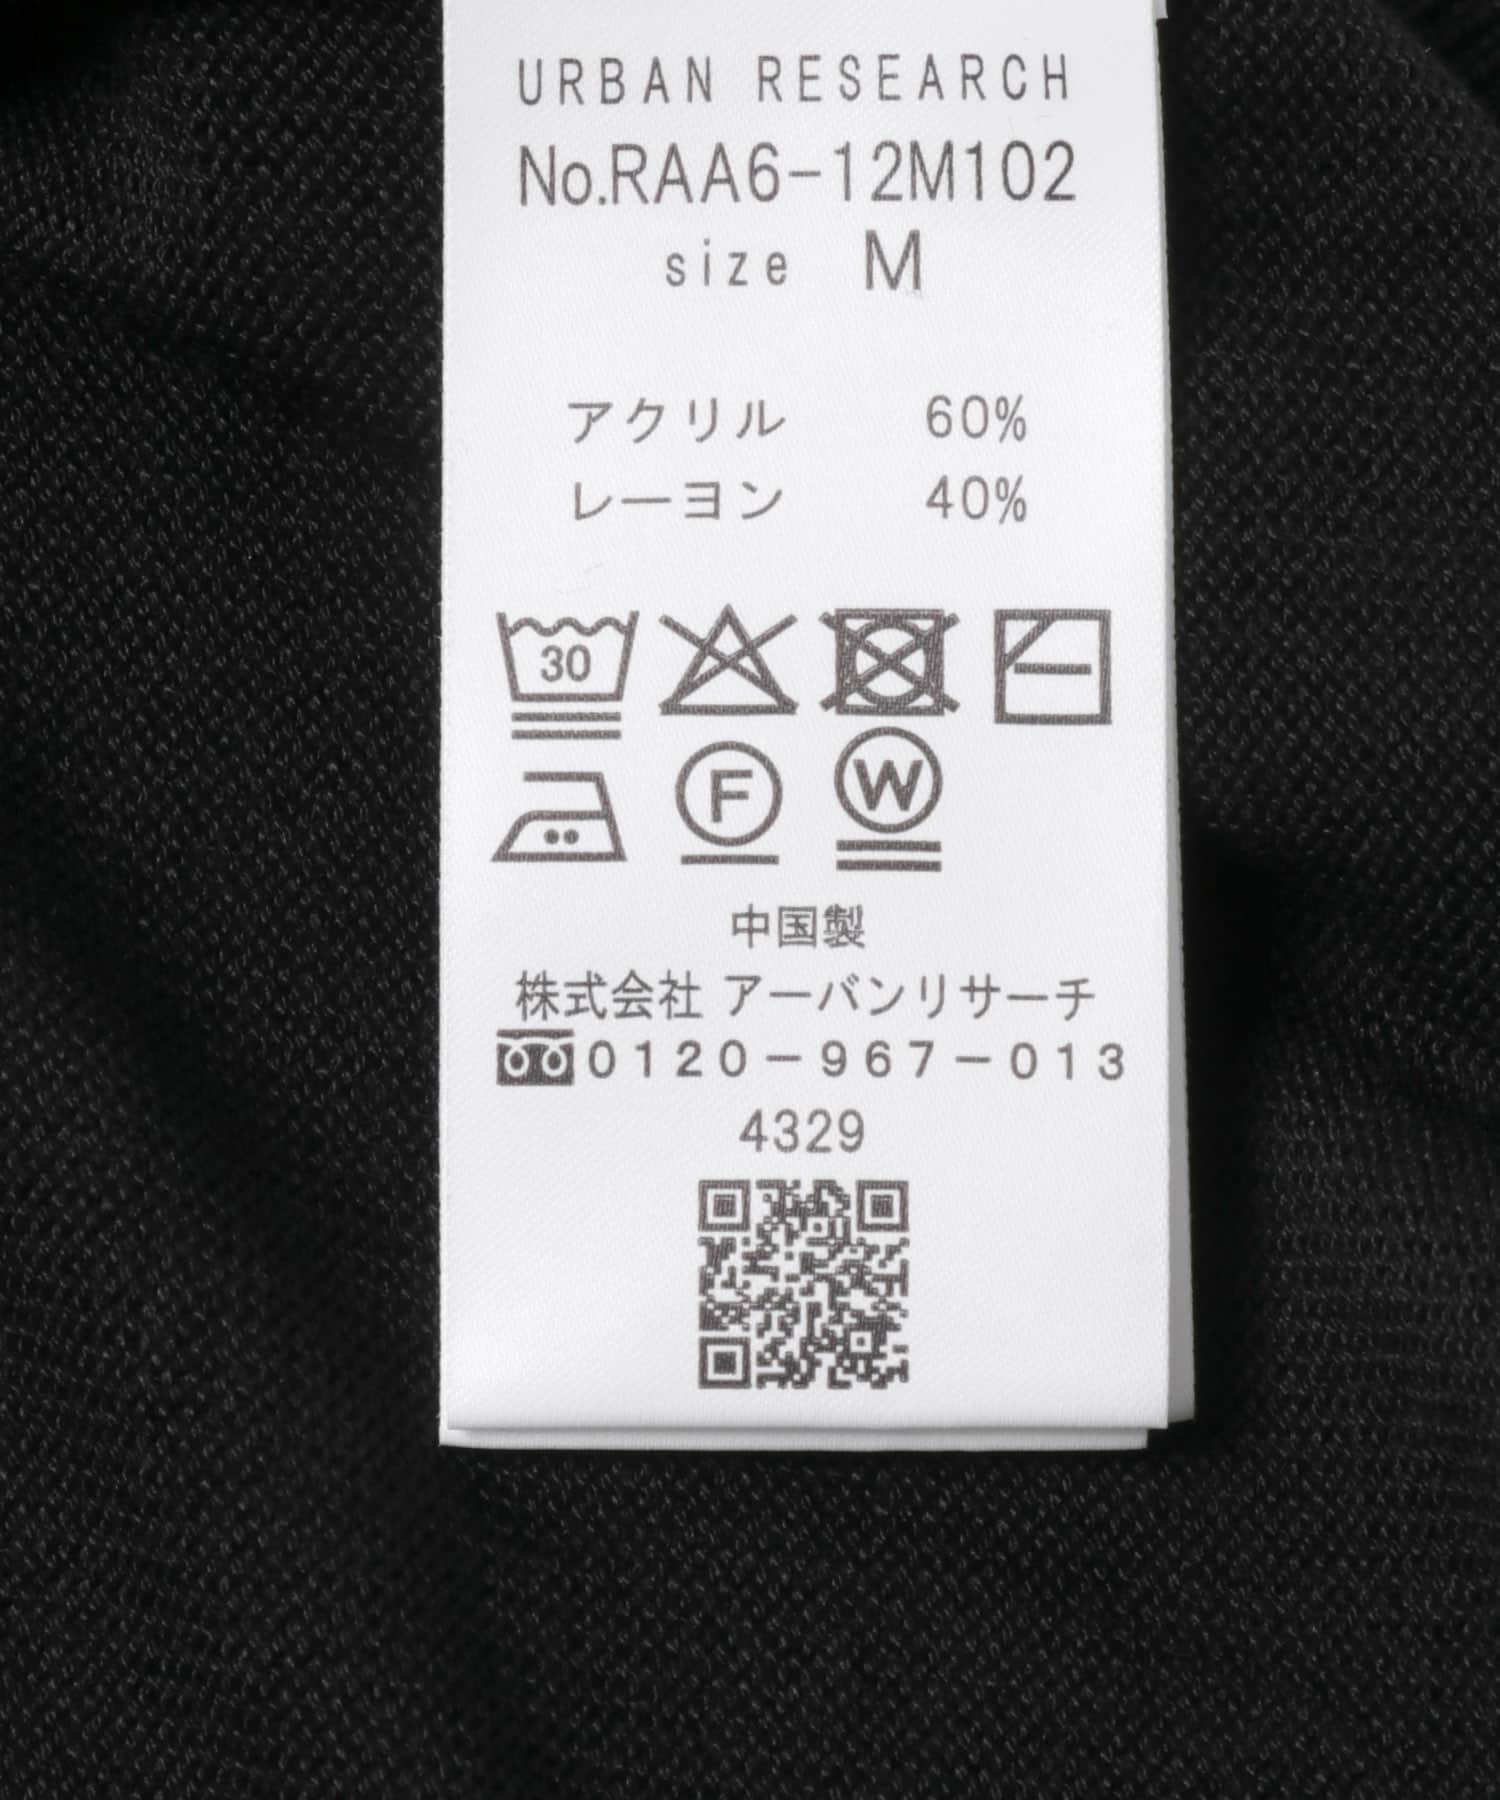 URBAN RESEARCH
No.RAA6-12M102
size M
アクリル 60%
レーヨン 40%
30
F W
中国製
株式会社 アーバンリサーチ
0120-967-013
4329